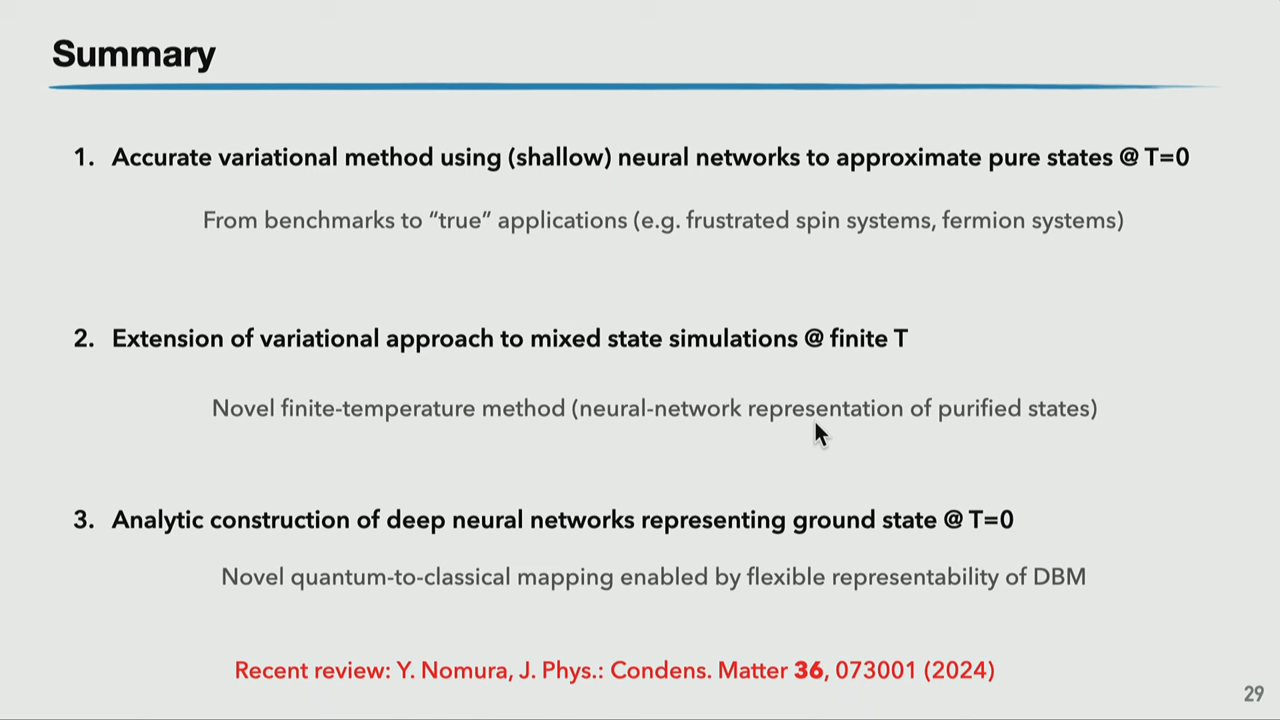 Summary
1. Accurate variational method using (shallow) neural networks to approximate pure states @ T=0
From benchmarks to “true” applications (e.g. frustrated spin systems, fermion systems)
2. Extension of variational approach to mixed state simulations @ finite T
Novel finite-temperature method (neural-network representation of purified states)
3. Analytic construction of deep neural networks representing ground state @ T=0
Novel quantum-to-classical mapping enabled by flexible representability of DBM
Recent review: Y. Nomura, J. Phys.: Condens. Matter 36, 073001 (2024)
29